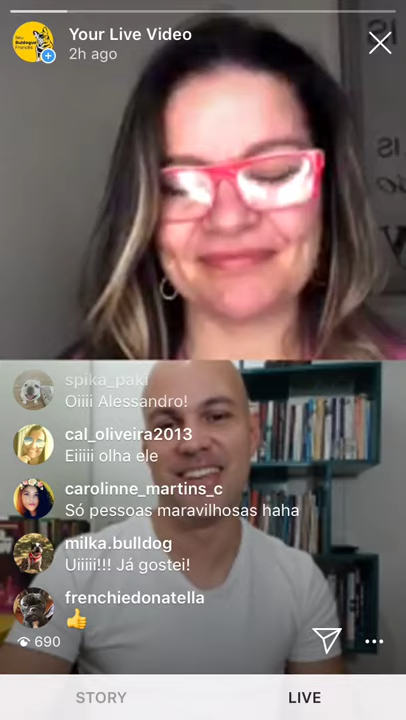 Your Live Video
2h ago
spika_paki
Oiiii Alessandro!
cal_oliveira2013
Eiiiii olha ele
carolinne_martins_c
Só pessoas maravilhosas haha
milka.bulldog
Uiiiii!!! Já gostei!
frenchiedonatella
👍
690
STORY
LIVE